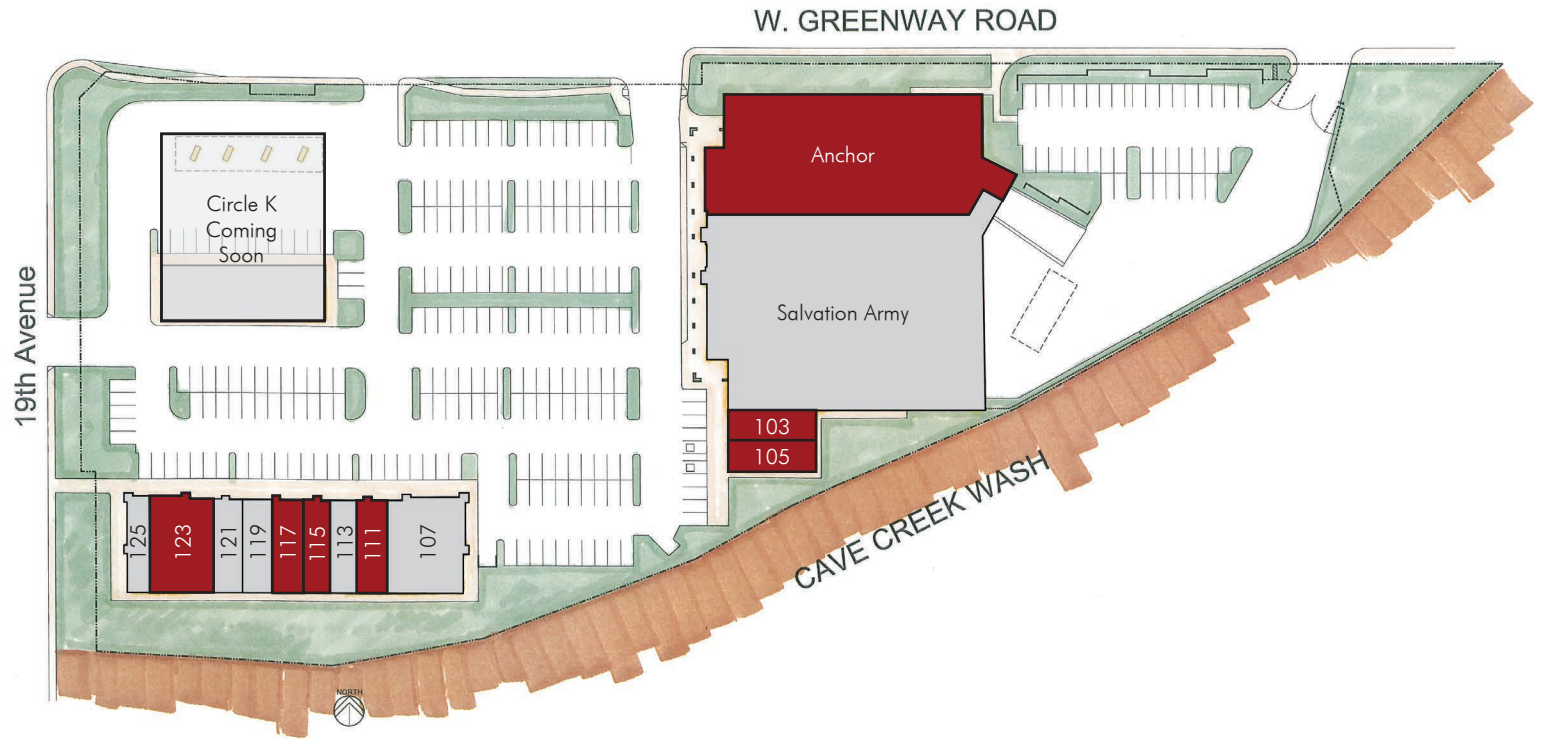 W. GREENWAY ROAD
Anchor
Circle K
Coming
Soon
19th Avenue
Salvation Army
103
105
125
123
121
119
117
115
113
111
107
CAVE CREEK WASH
NORTH